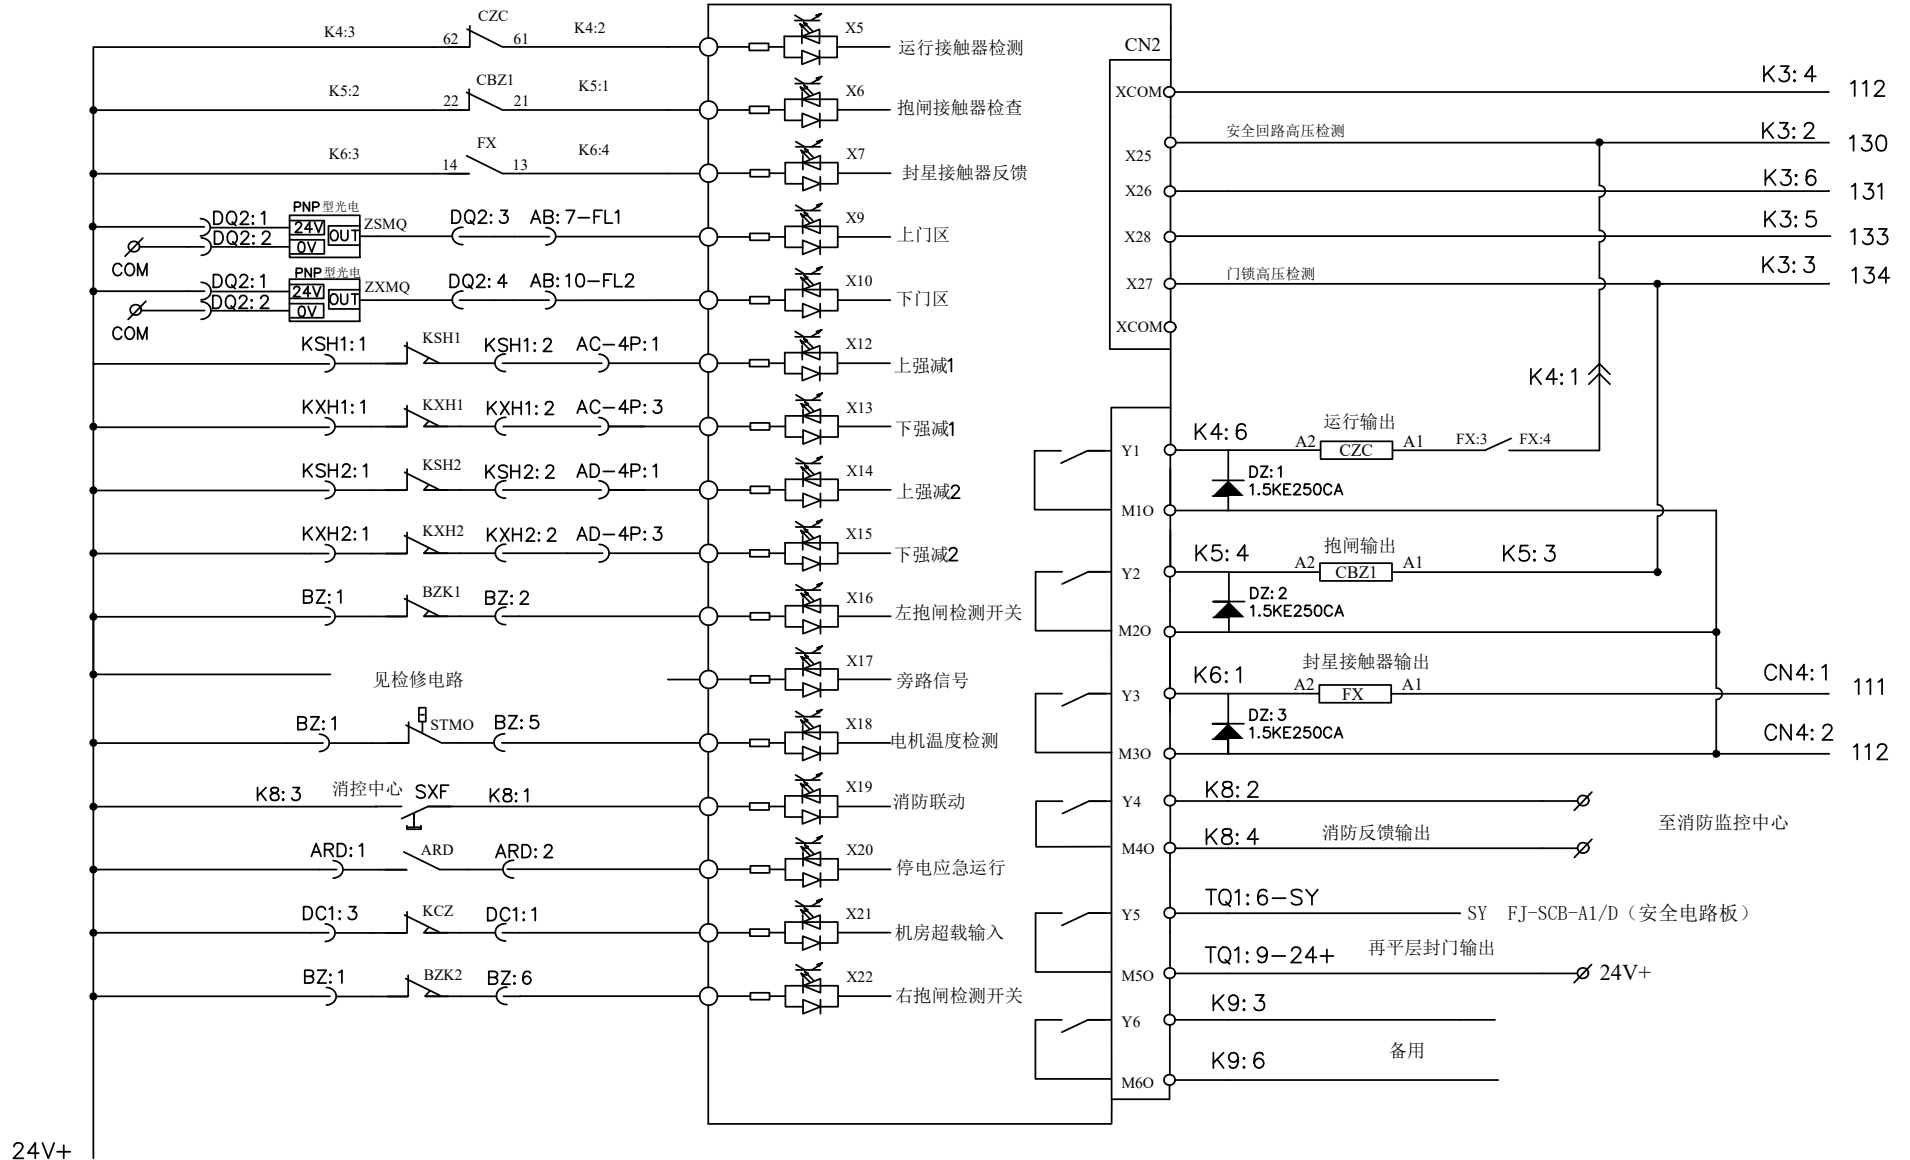 K4:3 62 CZC 61 K4:2 X5 运行接触器检测
K5:2 22 CBZ1 21 K5:1 X6 抱闸接触器检查
K6:3 14 FX 13 K6:4 X7 封星接触器反馈
DQ2:1 DQ2:2 COM PNP型光电 24V 0V OUT ZSMQ DQ2:3 AB:7-FL1 X9 上门区
DQ2:1 DQ2:2 COM PNP型光电 24V 0V OUT ZXMQ DQ2:4 AB:10-FL2 X10 下门区
KSH1:1 KSH1 KSH1:2 AC-4P:1 X12 上强减1
KXH1:1 KXH1 KXH1:2 AC-4P:3 X13 下强减1
KSH2:1 KSH2 KSH2:2 AD-4P:1 X14 上强减2
KXH2:1 KXH2 KXH2:2 AD-4P:3 X15 下强减2
BZ:1 BZK1 BZ:2 X16 左抱闸检测开关
见检修电路 X17 旁路信号
BZ:1 STMO BZ:5 X18 电机温度检测
K8:3 消控中心 SXF K8:1 X19 消防联动
ARD:1 ARD ARD:2 X20 停电应急运行
DC1:3 KCZ DC1:1 X21 机房超载输入
BZ:1 BZK2 BZ:6 X22 右抱闸检测开关
24V+
CN2
XCOM K3:4 112
X25 安全回路高压检测 K3:2 130
X26 K3:6 131
X28 K3:5 133
X27 门锁高压检测 K3:3 134
XCOM
K4:1
Y1 K4:6 A2 运行输出 CZC A1 FX:3 FX:4
DZ:1
1.5KE250CA
M1O
Y2 K5:4 A2 抱闸输出 CBZ1 A1 K5:3
DZ:2
1.5KE250CA
M2O
Y3 K6:1 A2 封星接触器输出 FX A1 CN4:1 111
DZ:3
1.5KE250CA
M3O CN4:2 112
Y4 K8:2
至消防监控中心
M4O K8:4 消防反馈输出
Y5 TQ1:6-SY SY FJ-SCB-A1/D（安全电路板）
M5O TQ1:9-24+ 再平层封门输出 24V+
Y6 K9:3
备用
M6O K9:6